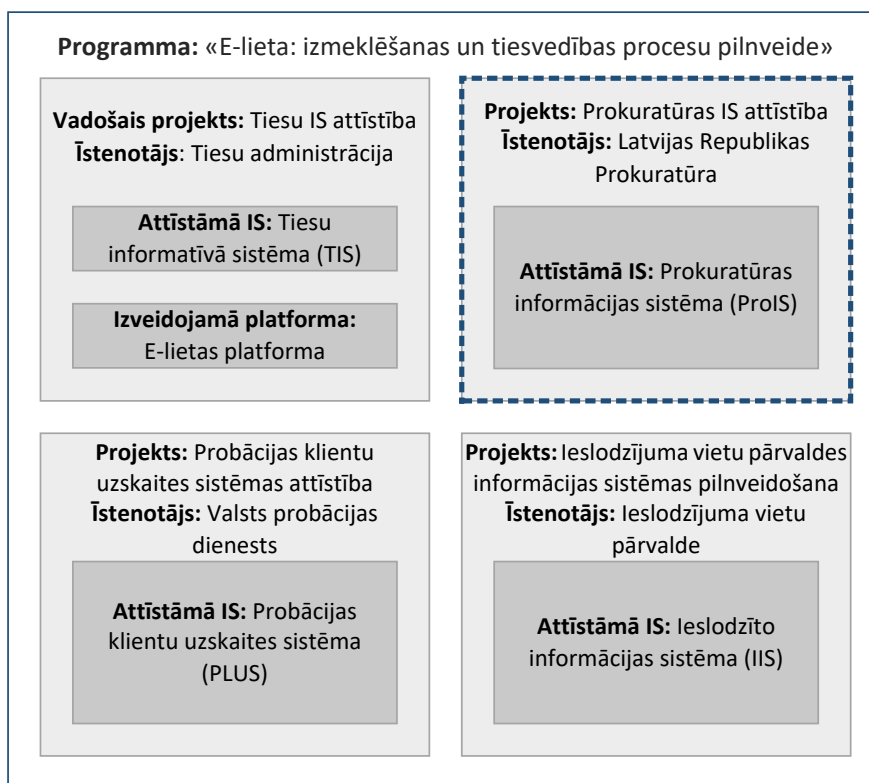 Programma: «E-lieta: izmeklēšanas un tiesvedības procesu pilnveide»
Vadošais projekts: Tiesu IS attīstība
Īstenotājs: Tiesu administrācija
Attīstāmā IS: Tiesu
informatīvā sistēma (TIS)
Izveidojamā platforma:
E-lietas platforma
Projekts: Prokuratūras IS attīstība
Īstenotājs: Latvijas Republikas
Prokuratūra
Attīstāmā IS: Prokuratūras
informācijas sistēma (ProIS)
Projekts: Probācijas klientu
uzskaites sistēmas attīstība
Īstenotājs: Valsts probācijas
dienests
Attīstāmā IS: Probācijas
klientu uzskaites sistēma
(PLUS)
Projekts: Ieslodzījuma vietu pārvaldes
informācijas sistēmas pilnveidošana
Īstenotājs: Ieslodzījuma vietu
pārvalde
Attīstāmā IS: Ieslodzīto
informācijas sistēma (IIS)